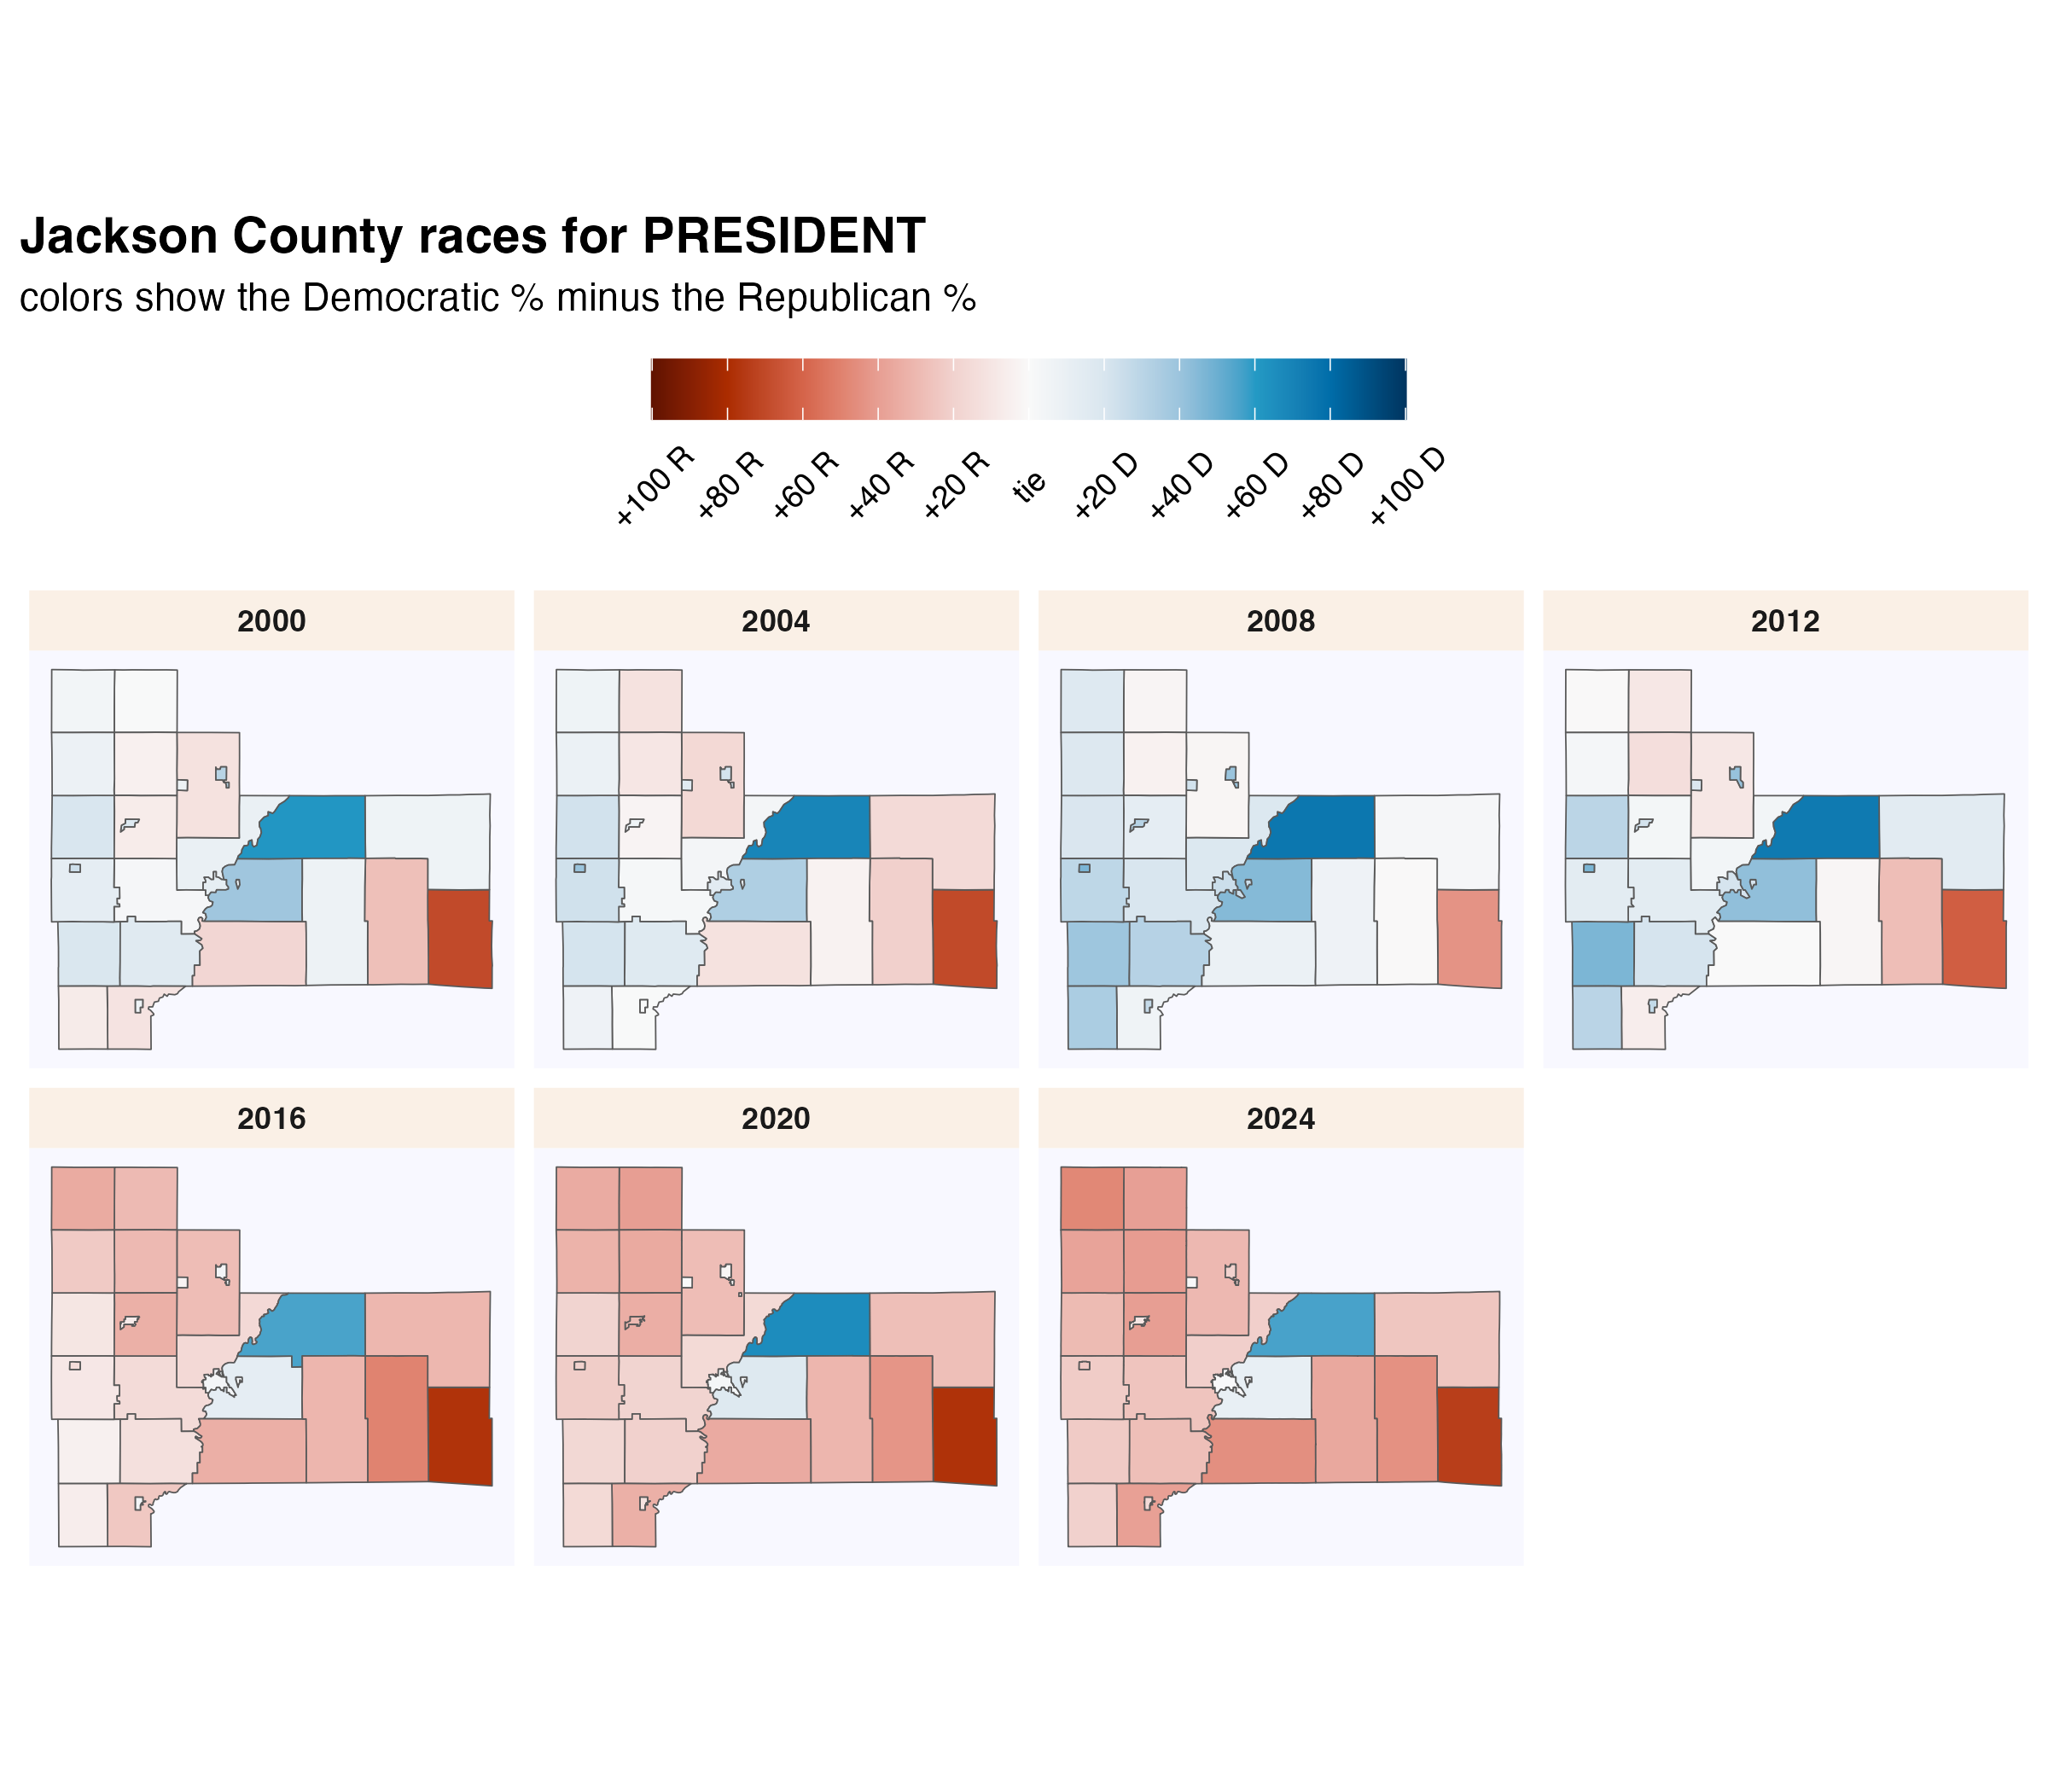 Jackson County races for PRESIDENT
colors show the Democratic % minus the Republican %
+100 R
+80 R
+60 R
+40 R
+20 R
tie
+20 D
+40 D
+60 D
+80 D
+100 D
2000
2004
2008
2012
2016
2020
2024